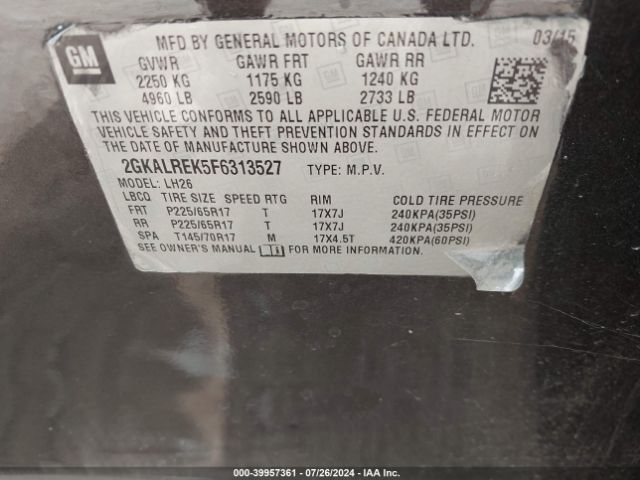 GM
MFD BY GENERAL MOTORS OF CANADA LTD. 03/15
GVWR GAWR FRT GAWR RR
2250 KG 1175 KG 1240 KG
4960 LB 2590 LB 2733 LB
THIS VEHICLE CONFORMS TO ALL APPLICABLE U.S. FEDERAL MOTOR
VEHICLE SAFETY AND THEFT PREVENTION STANDARDS IN EFFECT ON
THE DATE OF MANUFACTURE SHOWN ABOVE.
2GKALREK5F6313527 TYPE: M.P.V.
MODEL: LH26
LBCQ TIRE SIZE SPEED RTG RIM COLD TIRE PRESSURE
FRT P225/65R17 T 17X7J 240KPA(35PSI)
RR P225/65R17 T 17X7J 240KPA(35PSI)
SPA T145/70R17 M 17X4.5T 420KPA(60PSI)
SEE OWNER'S MANUAL FOR MORE INFORMATION.
000-39957361 - 07/26/2024 - IAAI.COM